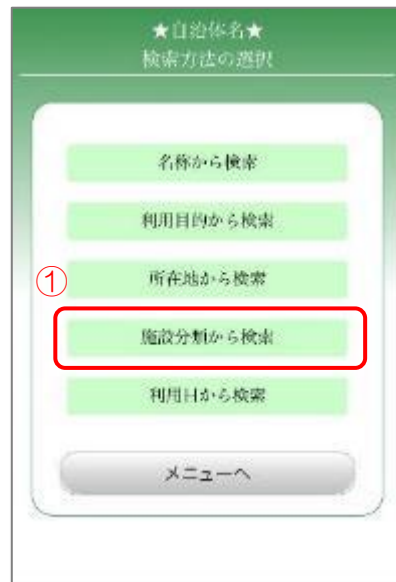 ★自治体名★
検索方法の選択
名称から検索
利用目的から検索
①
所在地から検索
施設分類から検索
利用日から検索
メニューへ